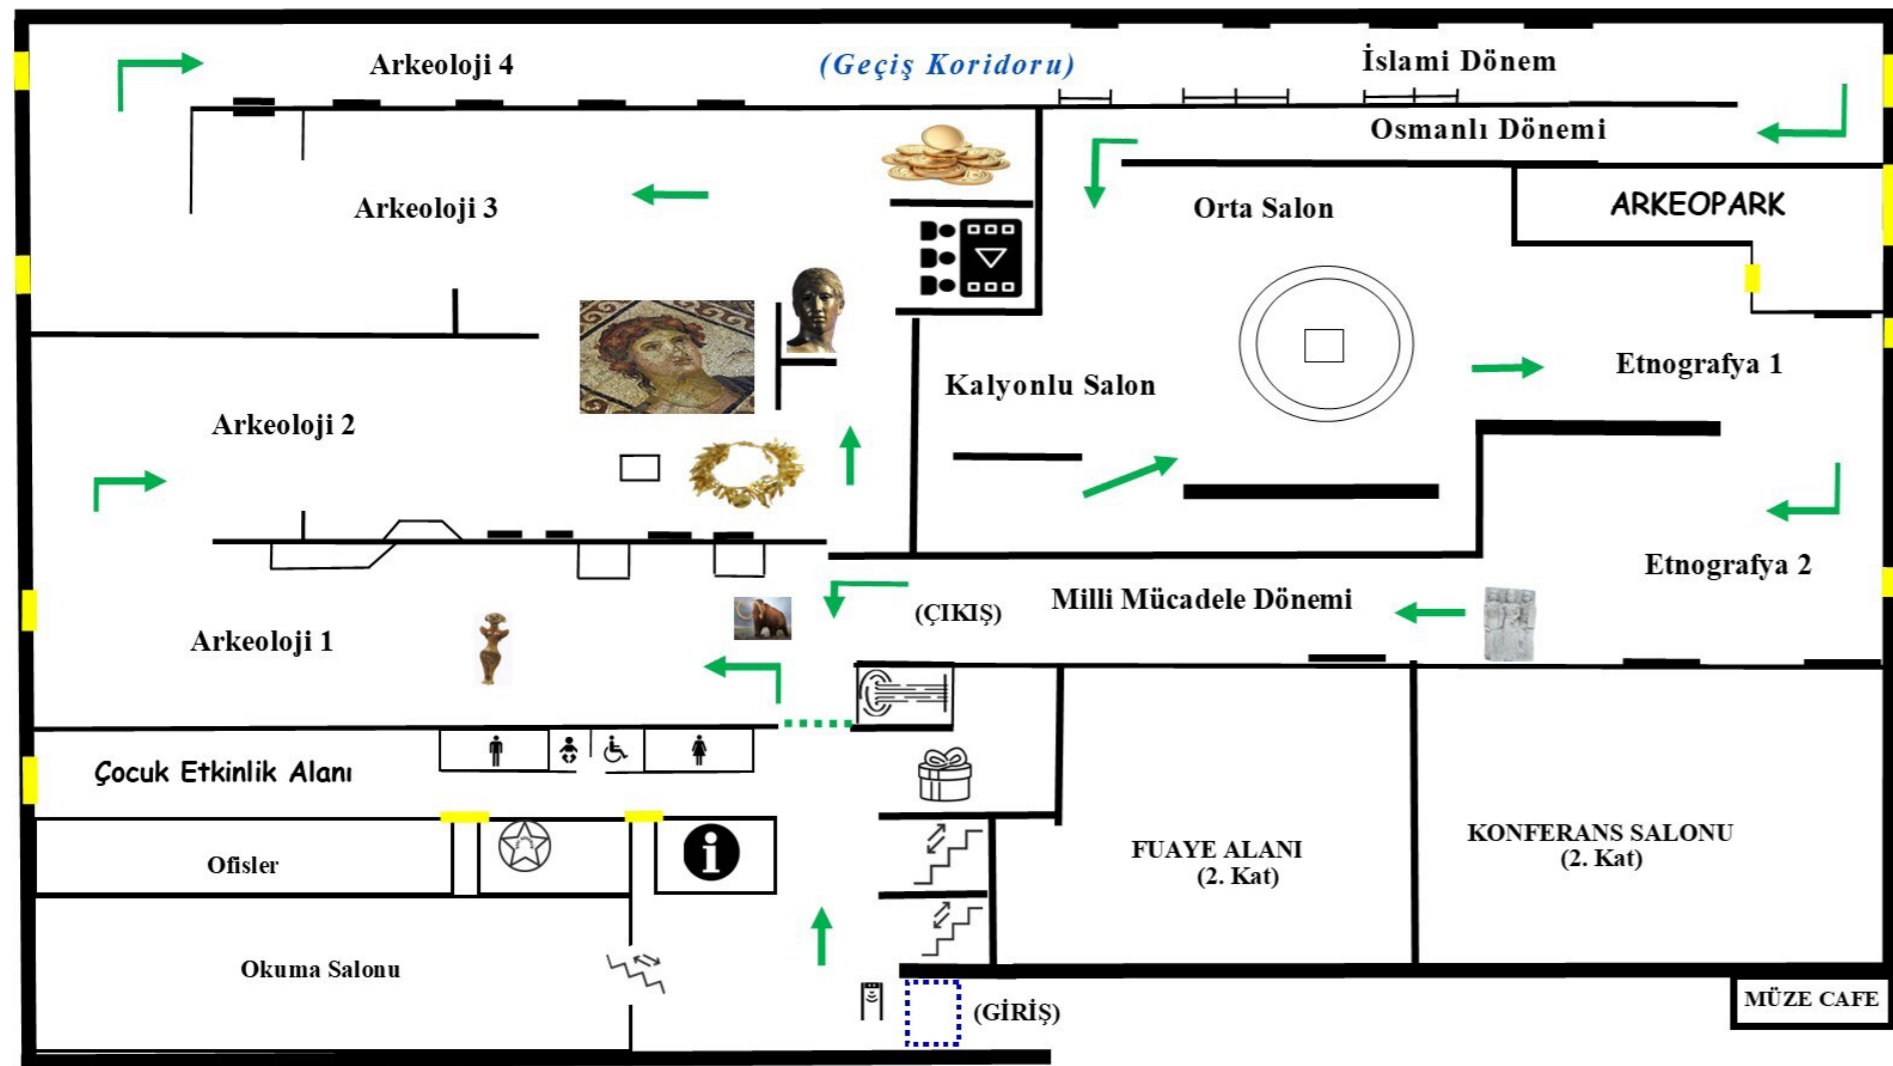 Arkeoloji 4
(Geçiş Koridoru)
İslami Dönem
Osmanlı Dönemi
Arkeoloji 3
Orta Salon
ARKEOPARK
Etnografya 1
Kalyonlu Salon
Arkeoloji 2
Etnografya 2
Milli Mücadele Dönemi
(ÇIKIŞ)
Arkeoloji 1
Çocuk Etkinlik Alanı
Ofisler
i
FUAYE ALANI
(2. Kat)
KONFERANS SALONU
(2. Kat)
Okuma Salonu
(GİRİŞ)
MÜZE CAFE